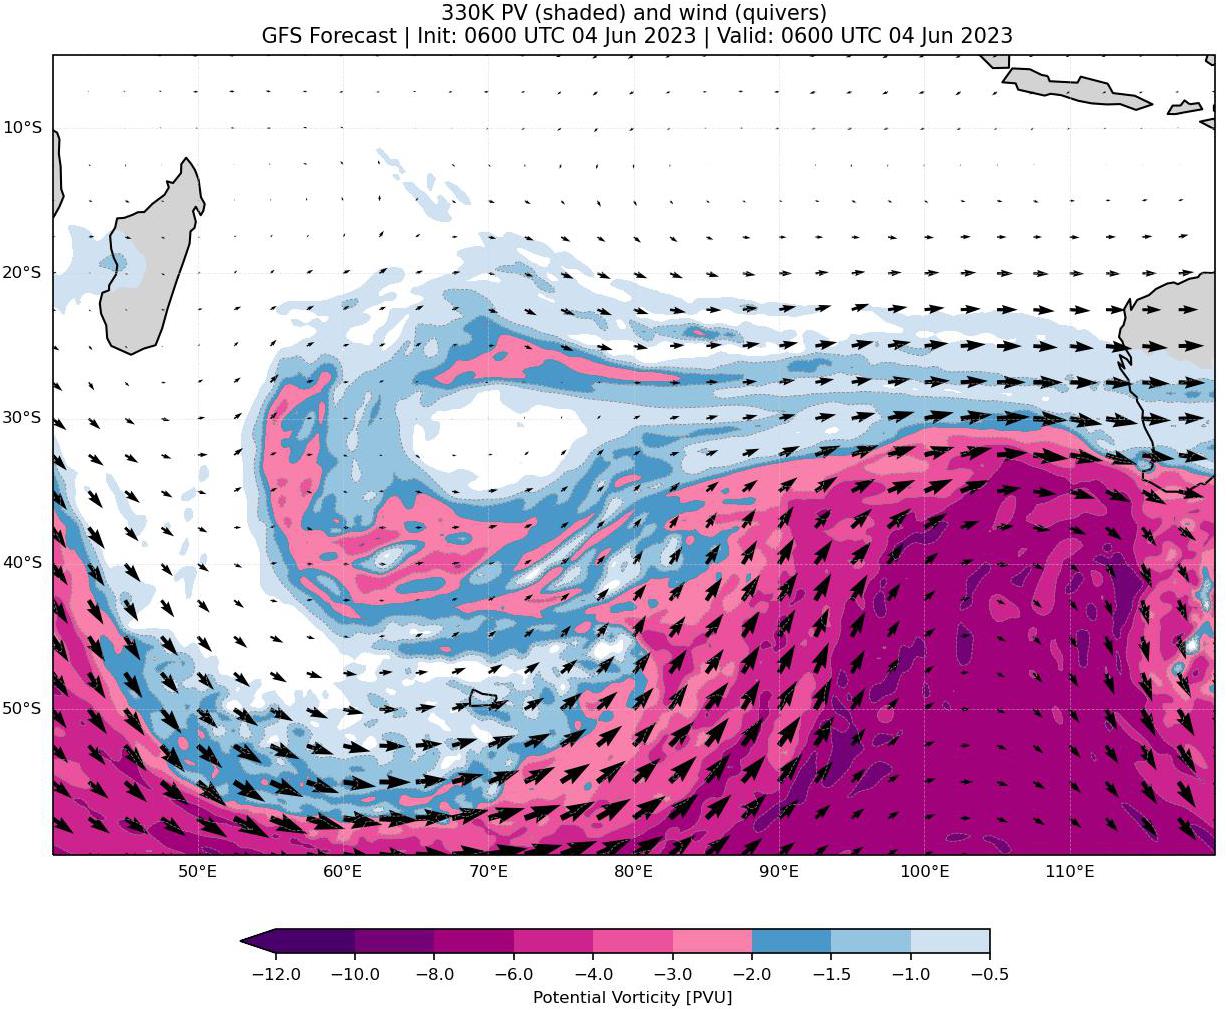 330K PV (shaded) and wind (quivers)
GFS Forecast | Init: 0600 UTC 04 Jun 2023 | Valid: 0600 UTC 04 Jun 2023
10°S
20°S
30°S
40°S
50°S
50°E 60°E 70°E 80°E 90°E 100°E 110°E
−12.0 −10.0 −8.0 −6.0 −4.0 −3.0 −2.0 −1.5 −1.0 −0.5
Potential Vorticity [PVU]